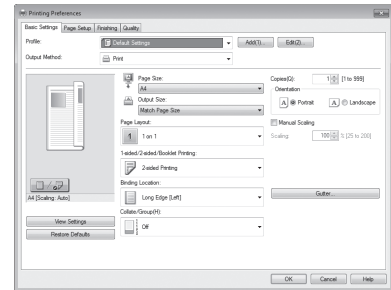 Printing Preferences
Basic Settings Page Setup Finishing Quality
Profile: Default Settings Add(1)... Edit(2)...
Output Method: Print
Page Size:
A4
Output Size:
Match Page Size
Copies(Q): 1 [1 to 999]
Orientation
A Portrait A Landscape
Page Layout:
1 1 on 1
Manual Scaling
Scaling: 100 % [25 to 200]
1-sided/2-sided/Booklet Printing:
2-sided Printing
Binding Location:
Long Edge [Left]
Gutter...
A4 [Scaling: Auto]
Collate/Group(H):
Off
View Settings
Restore Defaults
OK Cancel Help